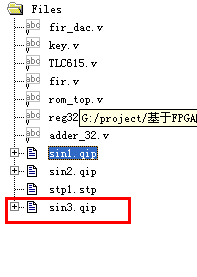 Files
fir_dac.v
key.v
TLC615.v
fir.v
rom_top.v
reg32
G:/project/基于FPGA
adder_32.v
sin1.qip
sin2.qip
stp1.stp
sin3.qip